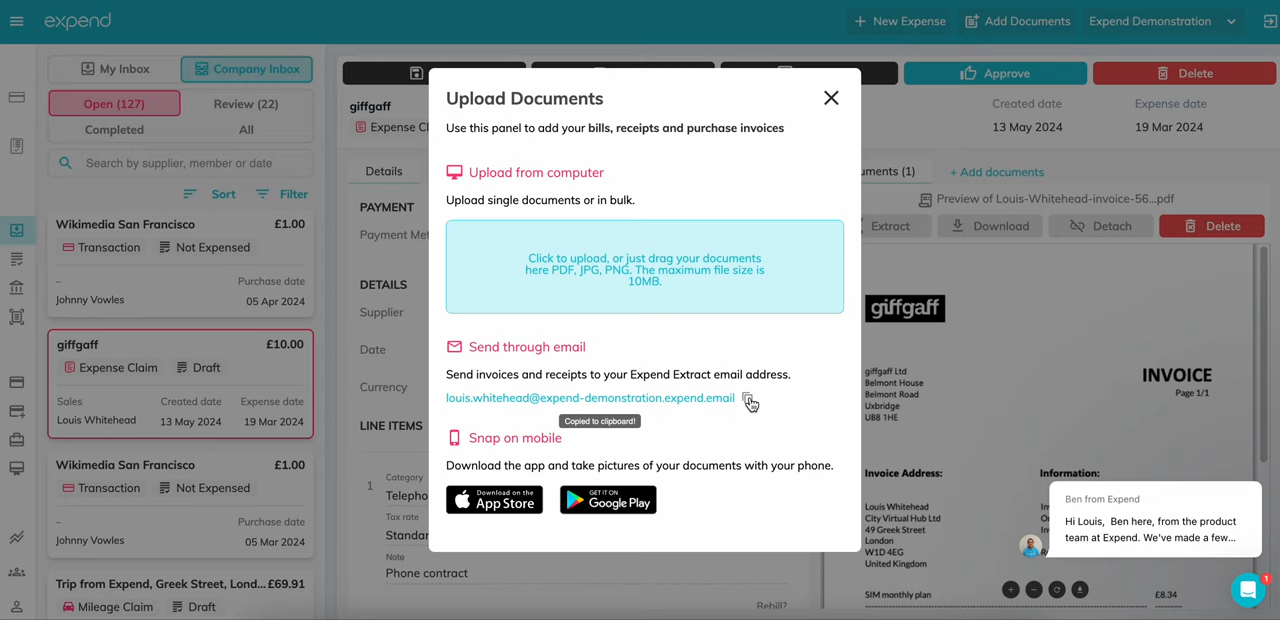 expend
New Expense
Add Documents
Expend Demonstration
My Inbox
Company Inbox
Open (127)
Review (22)
Completed
All
Search by supplier, member or date
Sort
Filter
Wikimedia San Francisco
£1.00
Transaction
Not Expensed
–
Purchase date
Johnny Vowles
05 Apr 2024
giffgaff
£10.00
Expense Claim
Draft
Sales
Created date
Expense date
Louis Whitehead
13 May 2024
19 Mar 2024
Wikimedia San Francisco
£1.00
Transaction
Not Expensed
–
Purchase date
Johnny Vowles
05 Mar 2024
Trip from Expend, Greek Street, Lond...
£69.91
Mileage Claim
Draft
Approve
Delete
giffgaff
Expense Cl
Created date
Expense date
13 May 2024
19 Mar 2024
Details
PAYMENT
Payment Met
DETAILS
Supplier
Date
Currency
LINE ITEMS
1
Category
Telepho
Tax rate
Standar
Note
Phone contract
Rebill?
Upload Documents
Use this panel to add your bills, receipts and purchase invoices
Upload from computer
Upload single documents or in bulk.
Click to upload, or just drag your documents
here PDF, JPG, PNG. The maximum file size is
10MB.
Send through email
Send invoices and receipts to your Expend Extract email address.
louis.whitehead@expend-demonstration.expend.email
Copied to clipboard!
Snap on mobile
Download the app and take pictures of your documents with your phone.
Download on the
App Store
GET IT ON
Google Play
uments (1)
+ Add documents
Preview of Louis-Whitehead-invoice-56...pdf
Extract
Download
Detach
Delete
giffgaff
giffgaff Ltd
Belmont House
Belmont Road
Uxbridge
UB8 1HE
INVOICE
Page 1/1
Invoice Address:
Information:
Louis Whitehead
City Virtual Hub Ltd
49 Greek Street
London
W1D 4EG
United Kingdom
SIM monthly plan
£8.34
Ben from Expend
Hi Louis, Ben here, from the product
team at Expend. We've made a few...
1